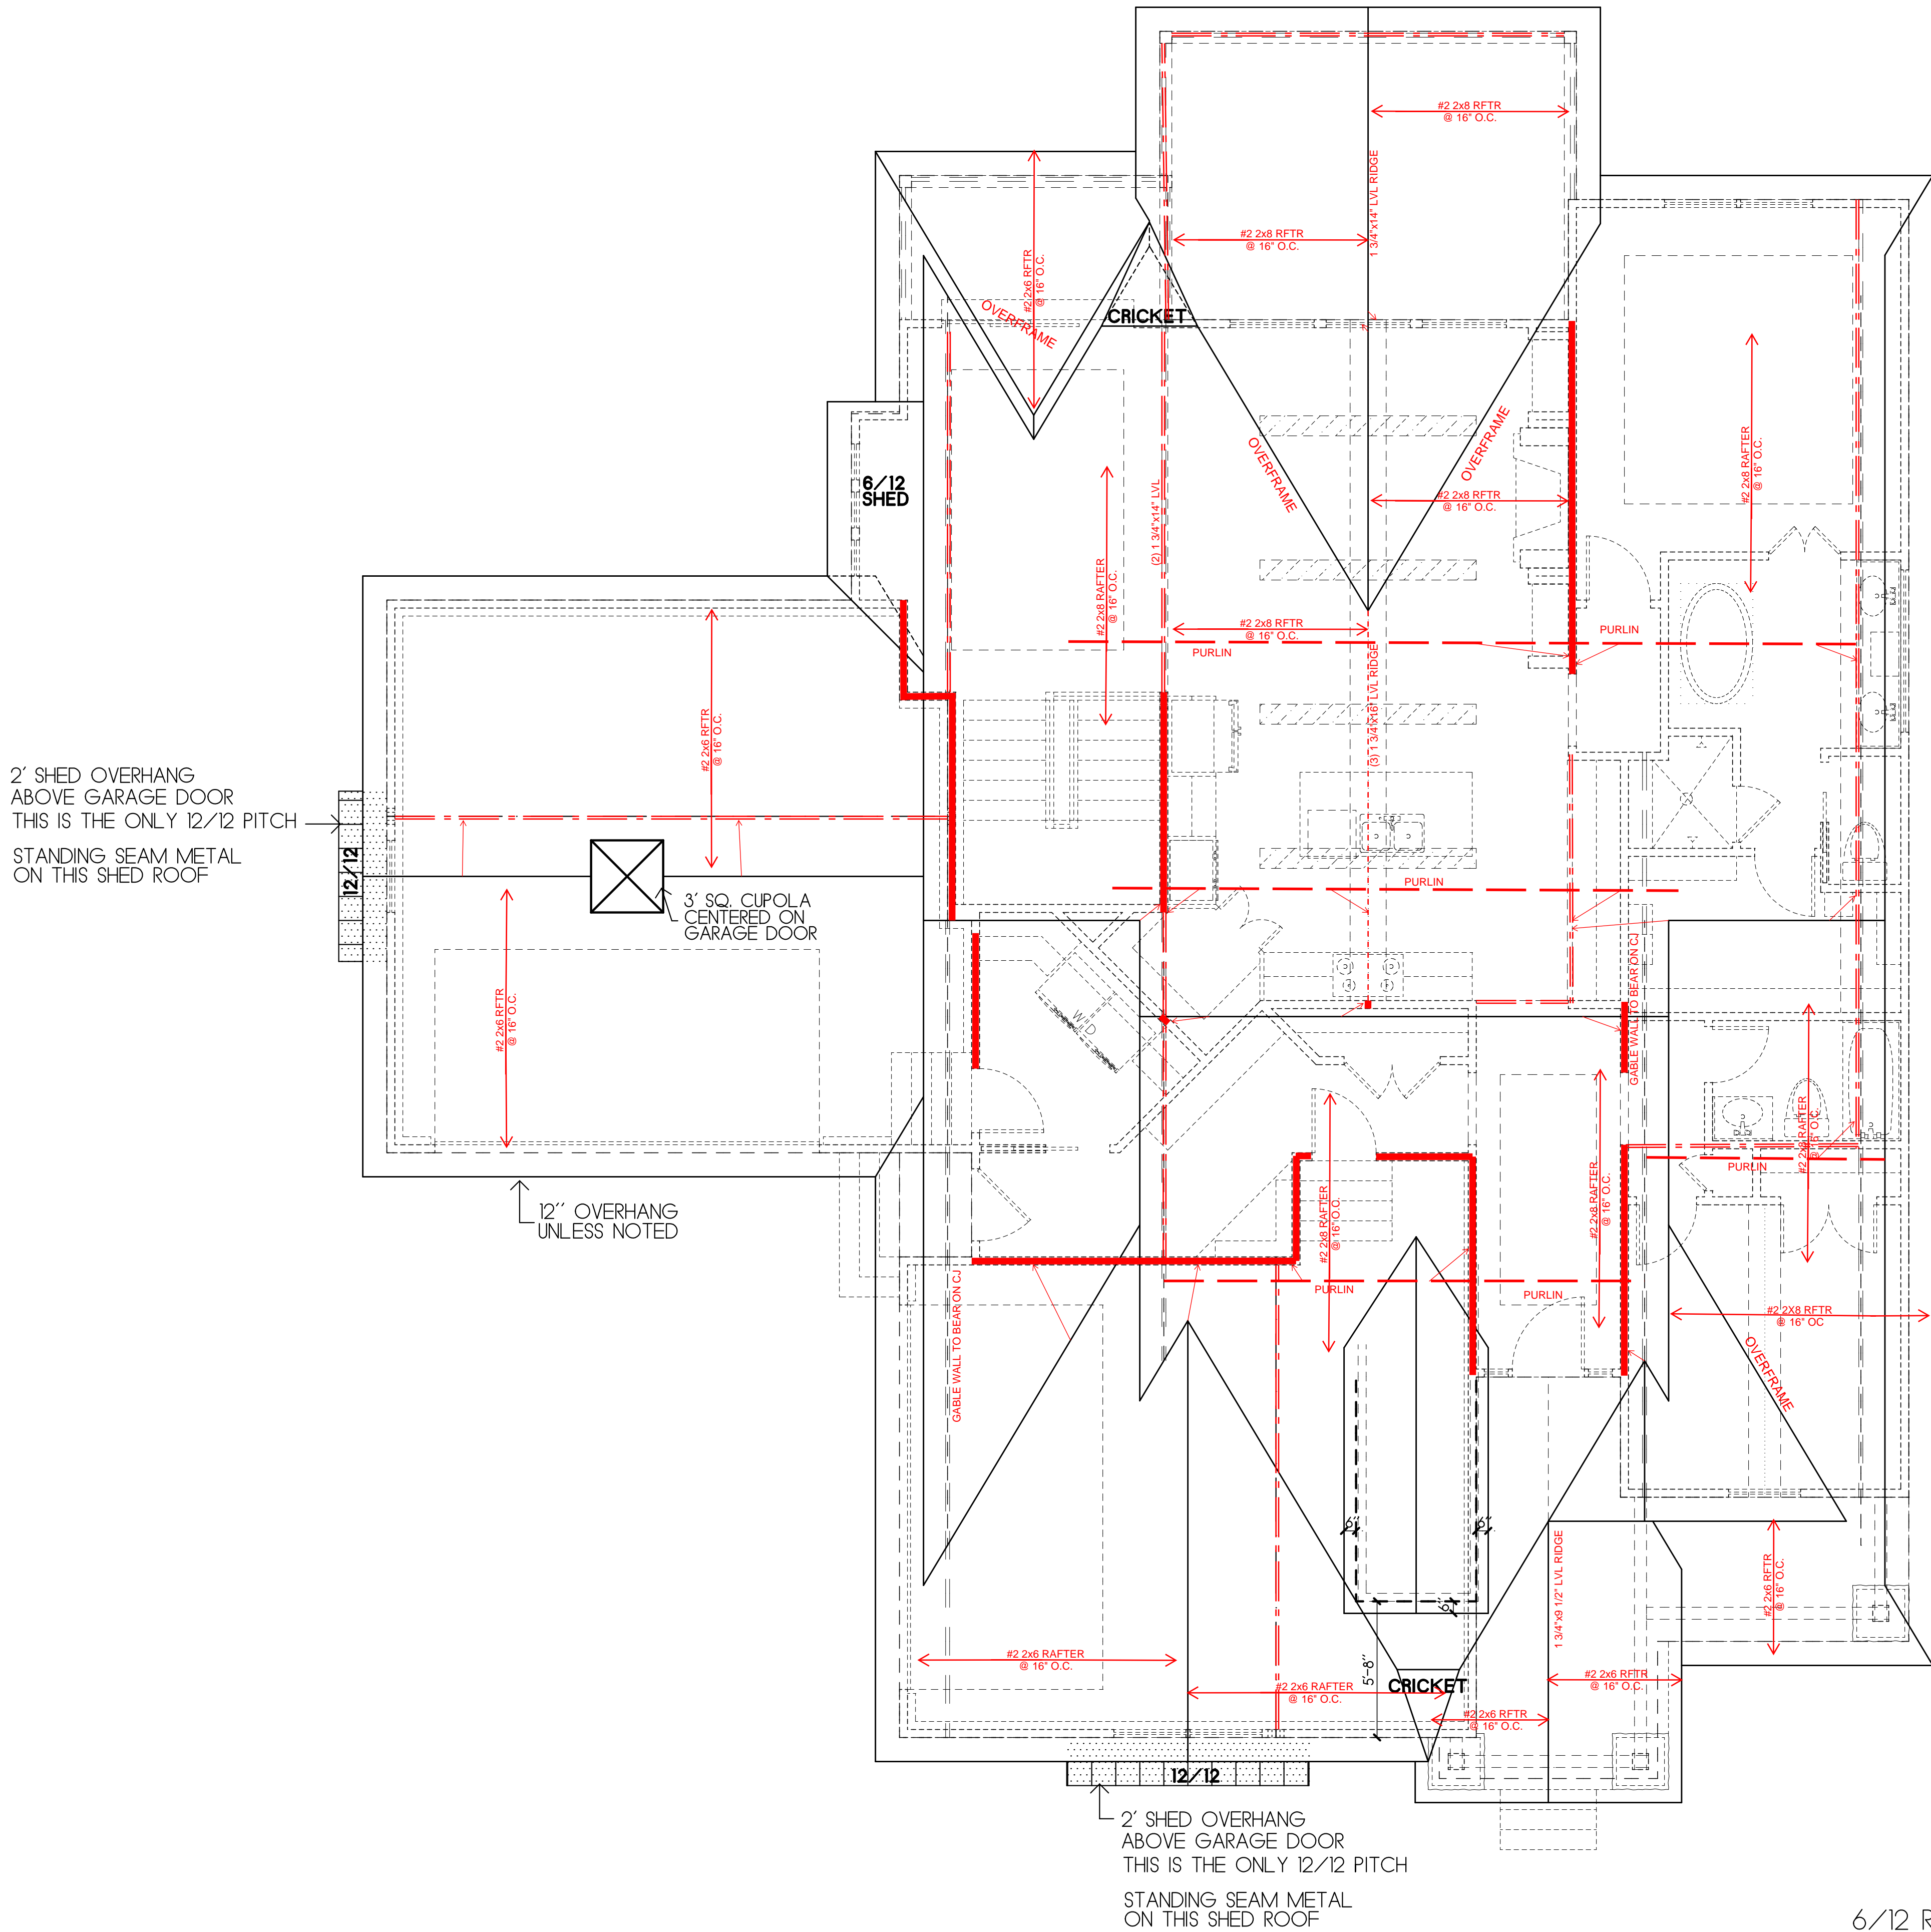 #2 2x8 RFTR
@ 16" O.C.
1 3/4"x14" LVL RIDGE
#2 2x8 RFTR
@ 16" O.C.
#2 2x6 RFTR
@ 16" O.C.
OVERFRAME
CRICKET
#2 2x8 RAFTER
@ 16" O.C.
OVERFRAME
OVERFRAME
6/12
SHED
#2 2x8 RFTR
@ 16" O.C.
(2) 1 3/4"x14" LVL
#2 2x8 RAFTER
@ 16" O.C.
#2 2x8 RFTR
@ 16" O.C.
PURLIN
PURLIN
(3) 1 3/4"x16" LVL RIDGE
#2 2x6 RFTR
@ 16" O.C.
2' SHED OVERHANG
ABOVE GARAGE DOOR
THIS IS THE ONLY 12/12 PITCH
STANDING SEAM METAL
ON THIS SHED ROOF
12/12
3' SQ. CUPOLA
CENTERED ON
GARAGE DOOR
PURLIN
GABLE WALL TO BEAR ON CJ
#2 2x6 RFTR
@ 16" O.C.
W D
#2 2x8 RAFTER
@ 16" O.C.
#2 2x8 RAFTER
@ 16" O.C.
#2 2x8 RAFTER
@ 16" O.C.
PURLIN
12" OVERHANG
UNLESS NOTED
PURLIN
PURLIN
GABLE WALL TO BEAR ON CJ
#2 2X8 RFTR
@ 16" OC
OVERFRAME
6"
6"
6"
1 3/4"x9 1/2" LVL RIDGE
#2 2x6 RFTR
@ 16" O.C.
#2 2x6 RAFTER
@ 16" O.C.
5'-8"
#2 2x6 RAFTER
@ 16" O.C.
CRICKET
#2 2x6 RFTR
@ 16" O.C.
#2 2x6 RFTR
@ 16" O.C.
12/12
2' SHED OVERHANG
ABOVE GARAGE DOOR
THIS IS THE ONLY 12/12 PITCH
STANDING SEAM METAL
ON THIS SHED ROOF
6/12 R